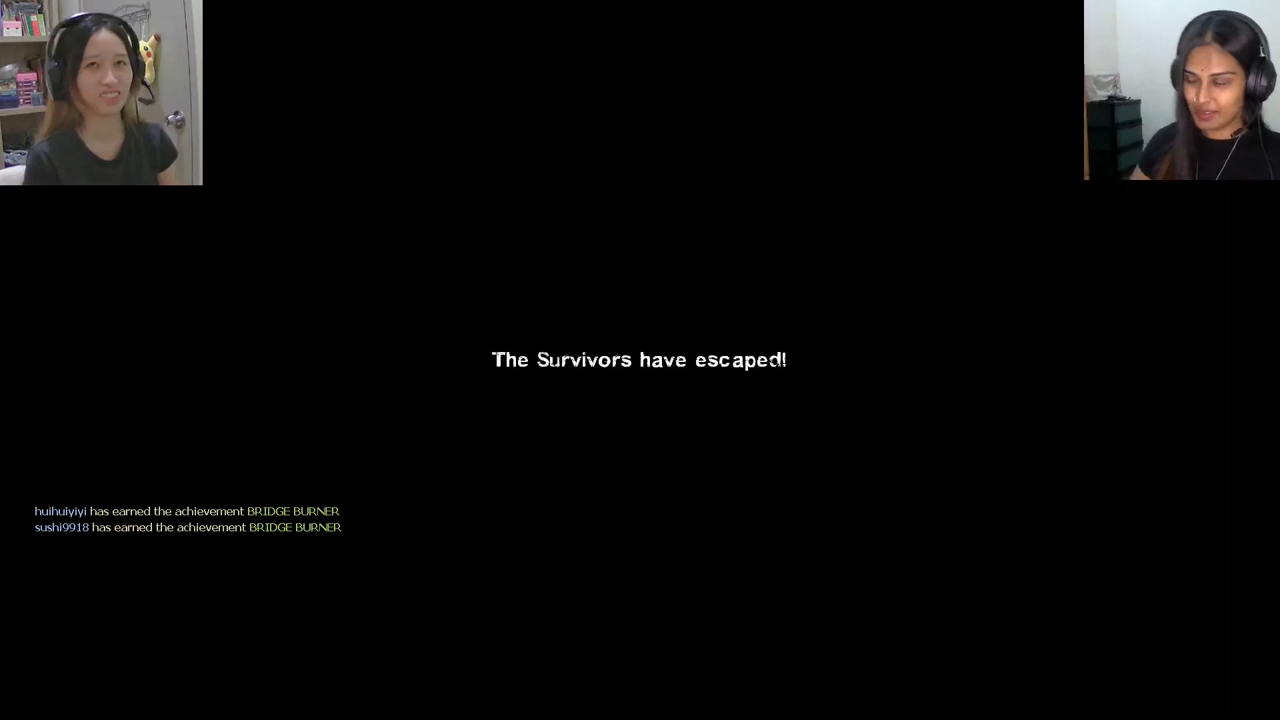 The Survivors have escaped!
huihuiyiyi has earned the achievement BRIDGE BURNER
sushi9918 has earned the achievement BRIDGE BURNER